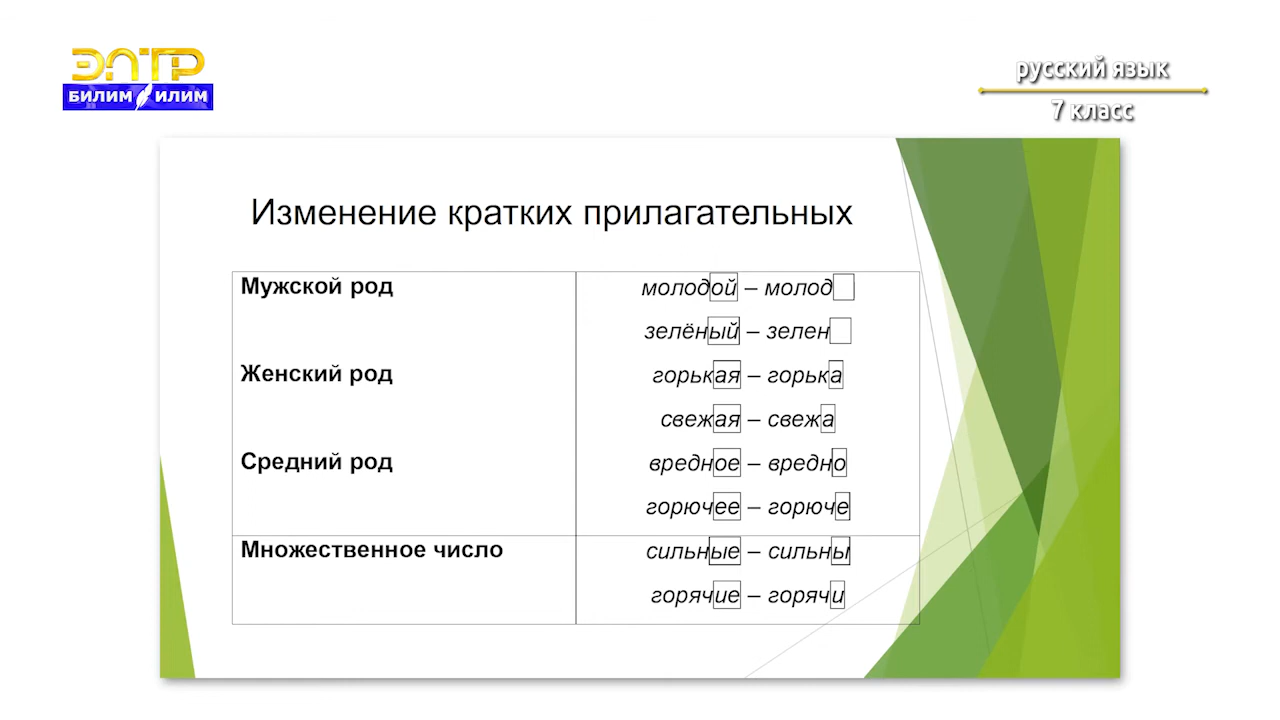 ЭЛТР
БИЛИМ ИЛИМ
русский язык
7 класс
Изменение кратких прилагательных
Мужской род
молодой – молод
зелёный – зелен
Женский род
горькая – горька
свежая – свежа
Средний род
вредное – вредно
горючее – горюче
Множественное число
сильные – сильны
горячие – горячи